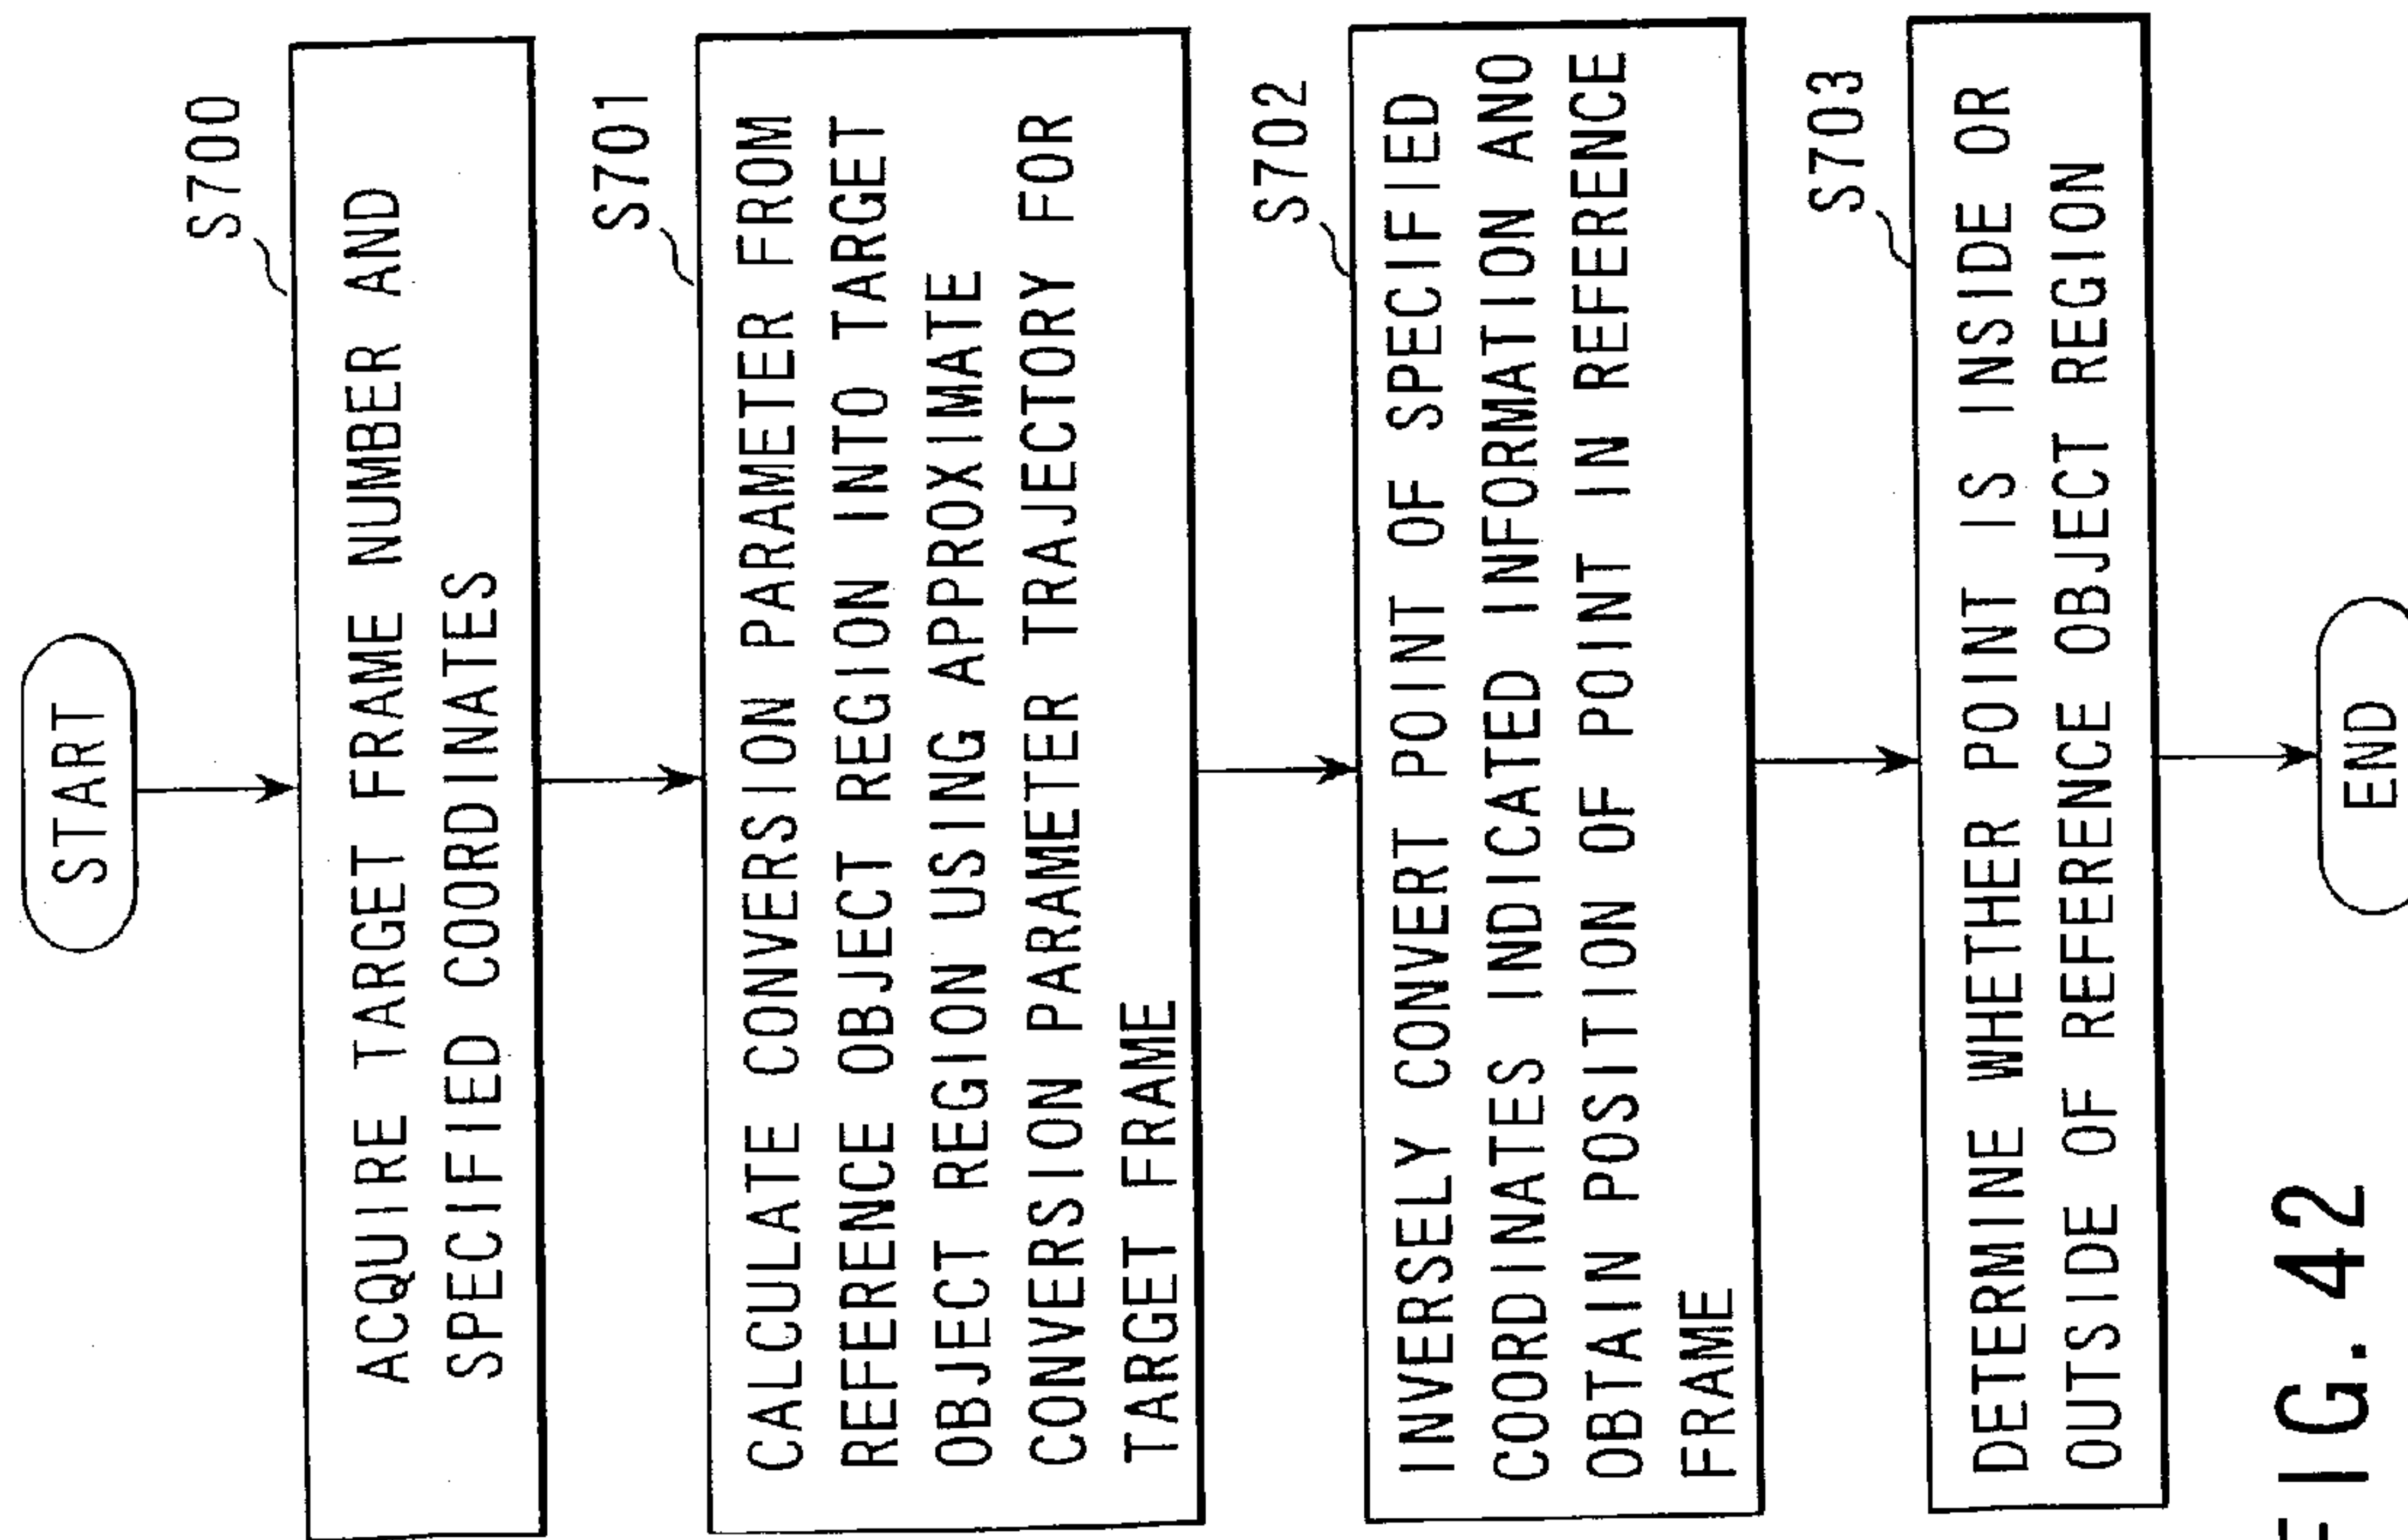 START
S700
ACQUIRE TARGET FRAME NUMBER AND
SPECIFIED COORDINATES
S701
CALCULATE CONVERSION PARAMETER FROM
REFERENCE OBJECT REGION INTO TARGET
OBJECT REGION USING APPROXIMATE
CONVERSION PARAMETER TRAJECTORY FOR
TARGET FRAME
S702
INVERSELY CONVERT POINT OF SPECIFIED
COORDINATES INDICATED INFORMATION ANO
OBTAIN POSITION OF POINT IN REFERENCE
FRAME
S703
DETERMINE WHETHER POINT IS INSIDE OR
OUTSIDE OF REFERENCE OBJECT REGION
END
FIG. 42